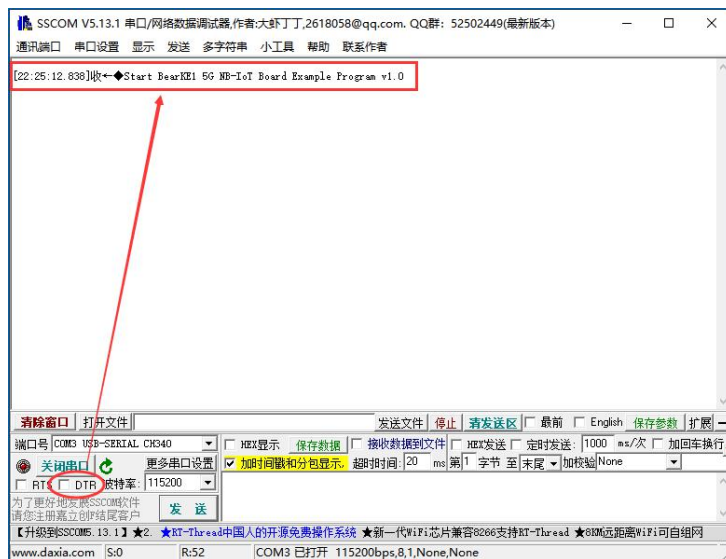 SSCOM V5.13.1 串口/网络数据调试器,作者:大虾丁丁,2618058@qq.com. QQ群：52502449(最新版本)
通讯端口 串口设置 显示 发送 多字符串 小工具 帮助 联系作者
[22:25:12.838]收←◆Start BearKE1 5G NB-IoT Board Example Program v1.0
清除窗口 打开文件 发送文件 停止 清发送区 最前 English 保存参数 扩展 —
端口号 COM3 USB-SERIAL CH340 HEX显示 保存数据 接收数据到文件 HEX发送 定时发送: 1000 ms/次 加回车换行
关闭串口 更多串口设置 加时间戳和分包显示, 超时时间: 20 ms 第 1 字节 至 末尾 加校验 None
RTS DTR 波特率: 115200
为了更好地发展SSCOM软件
请您注册嘉立创F结尾客户
发 送
【升级到SSCOM5.13.1】★2. ★RT-Thread中国人的开源免费操作系统 ★新一代WiFi芯片兼容8266支持RT-Thread ★8KM远距离WiFi可自组网
www.daxia.com S:0 R:52 COM3 已打开 115200bps,8,1,None,None